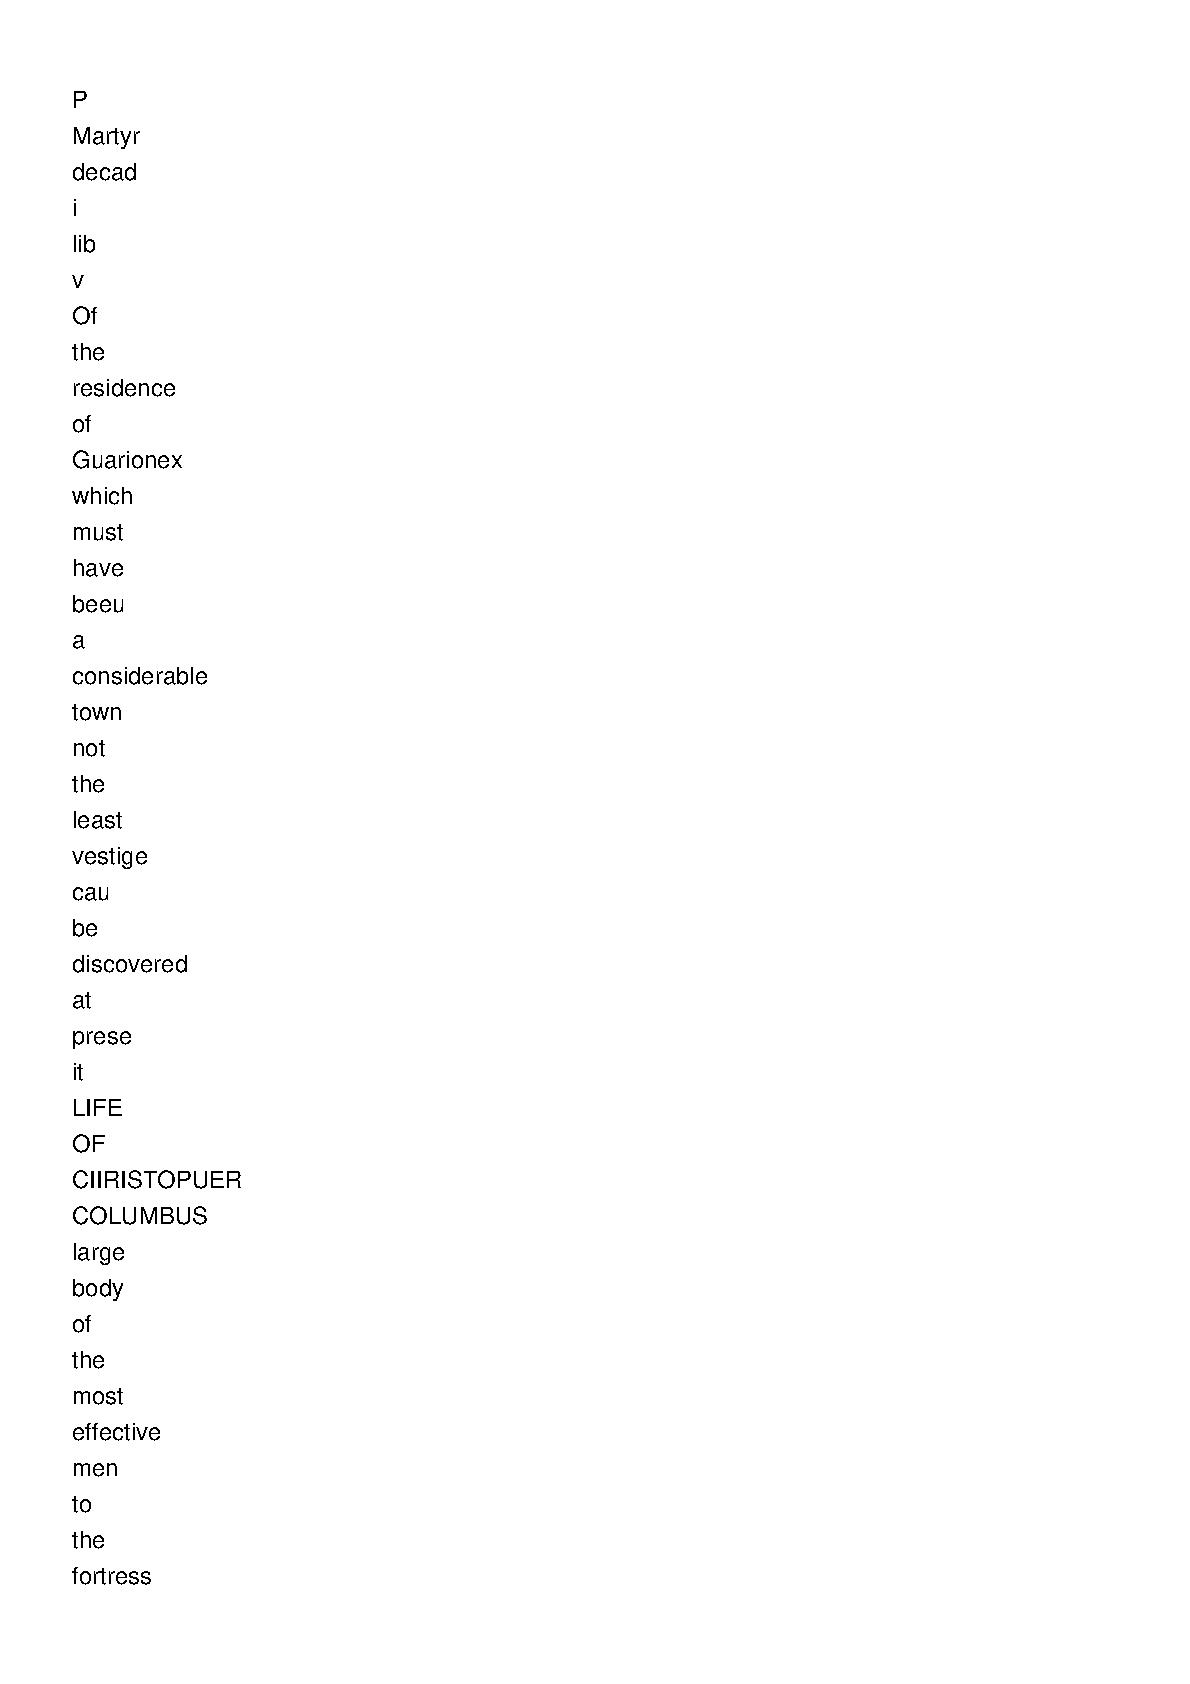 P
Martyr
decad
i
lib
v
Of
the
residence
of
Guarionex
which
must
have
beeu
a
considerable
town
not
the
least
vestige
cau
be
discovered
at
prese
it
LIFE
OF
CIIRISTOPUER
COLUMBUS
large
body
of
the
most
effective
men
to
the
fortress